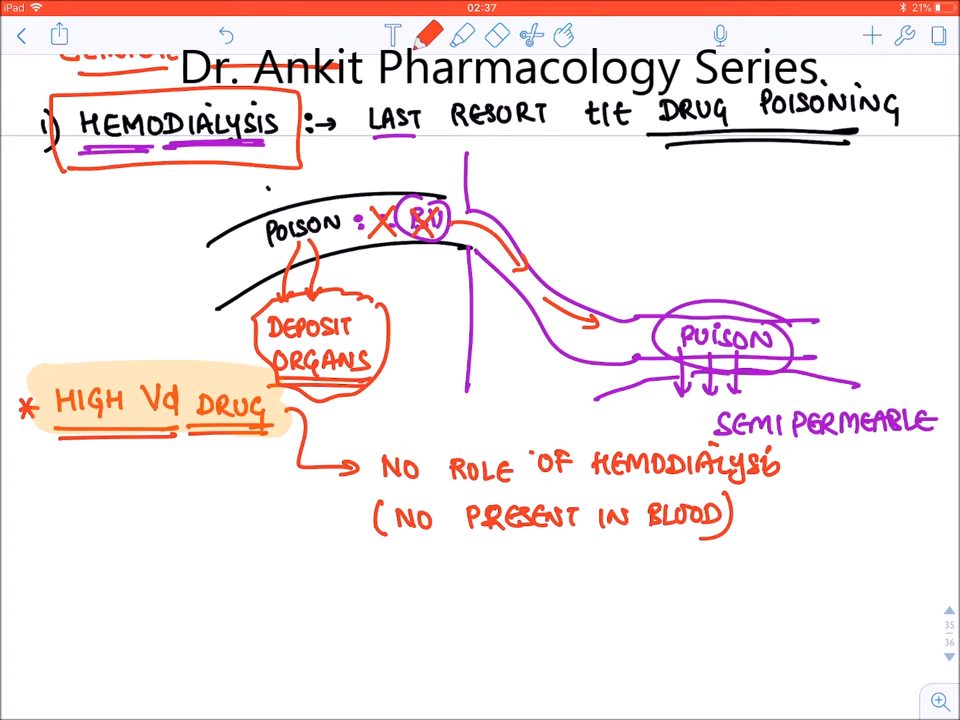 iPad 02:37 21%
Dr. Ankit Pharmacology Series.
i) HEMODIALYSIS :→ LAST RESORT t/t DRUG POISONING
POISON
DEPOSIT
ORGANS
POISON
SEMI PERMEABLE
* HIGH Vd DRUG
NO ROLE OF HEMODIALYSIS
(NO PRESENT IN BLOOD)
35
36